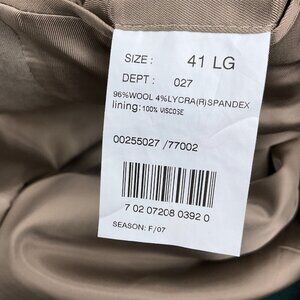 SIZE: 41 LG
DEPT: 027
96%WOOL 4%LYCRA(R)SPANDEX
lining: 100% VISCOSE
00255027 /77002
7 02 07208 0392 0
SEASON: F/07